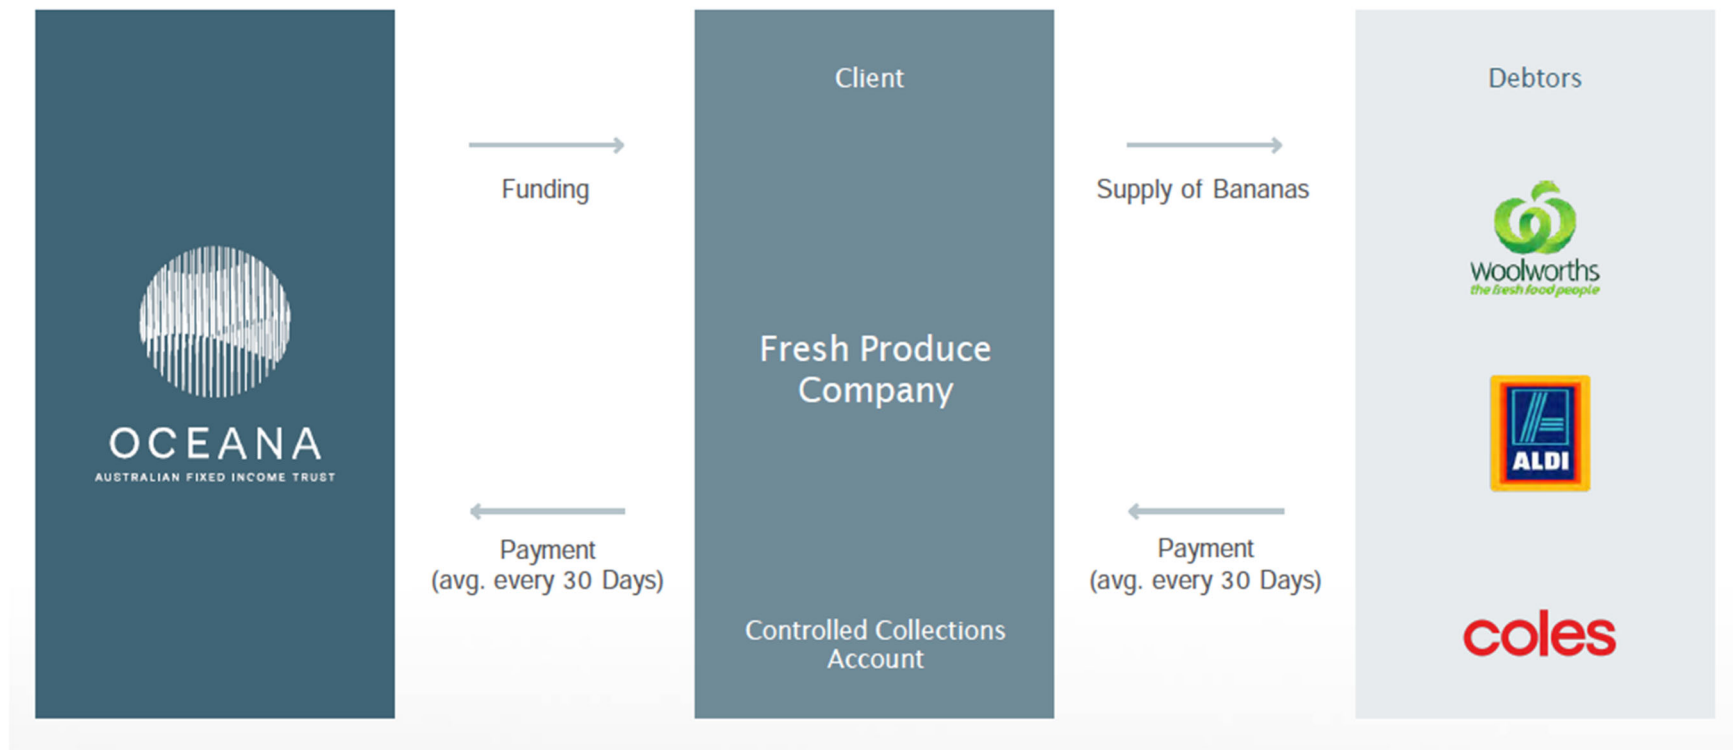 OCEANA
AUSTRALIAN FIXED INCOME TRUST
Funding
Payment
(avg. every 30 Days)
Client
Fresh Produce
Company
Controlled Collections
Account
Supply of Bananas
Payment
(avg. every 30 Days)
Debtors
Woolworths
the fresh food people
ALDI
coles